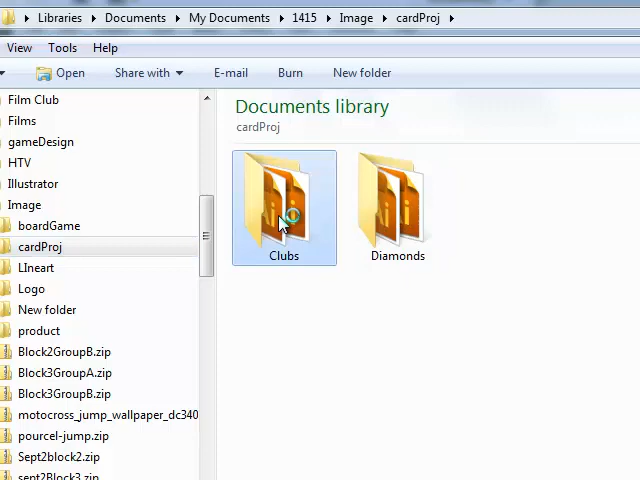 Libraries Documents My Documents 1415 Image cardProj
View Tools Help
Open Share with E-mail Burn New folder
Film Club
Films
gameDesign
HTV
Illustrator
Image
boardGame
cardProj
LIneart
Logo
New folder
product
Block2GroupB.zip
Block3GroupA.zip
Block3GroupB.zip
motocross_jump_wallpaper_dc340
pourcel-jump.zip
Sept2block2.zip
sept2block3.zip
Documents library
cardProj
Clubs Diamonds